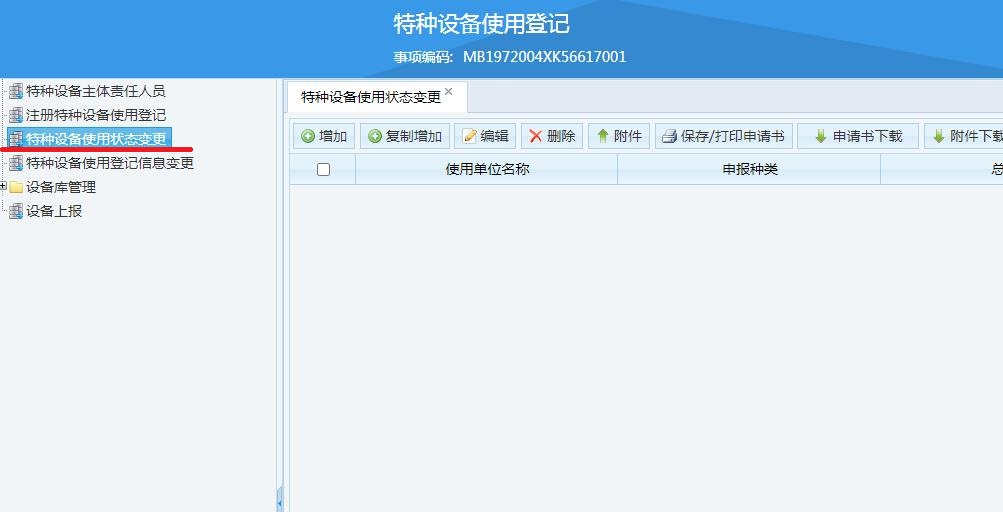 特种设备使用登记
事项编码: MB1972004XK56617001
特种设备主体责任人员
注册特种设备使用登记
特种设备使用状态变更
特种设备使用登记信息变更
设备库管理
设备上报
特种设备使用状态变更
增加 复制增加 编辑 删除 附件 保存/打印申请书 申请书下载 附件下载
使用单位名称 申报种类 总